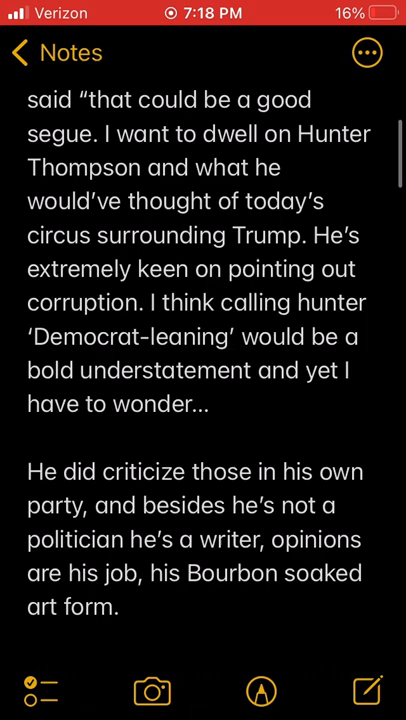 Verizon 7:18 PM 16%
Notes
said “that could be a good
segue. I want to dwell on Hunter
Thompson and what he
would’ve thought of today’s
circus surrounding Trump. He’s
extremely keen on pointing out
corruption. I think calling hunter
‘Democrat-leaning’ would be a
bold understatement and yet I
have to wonder...
He did criticize those in his own
party, and besides he’s not a
politician he’s a writer, opinions
are his job, his Bourbon soaked
art form.